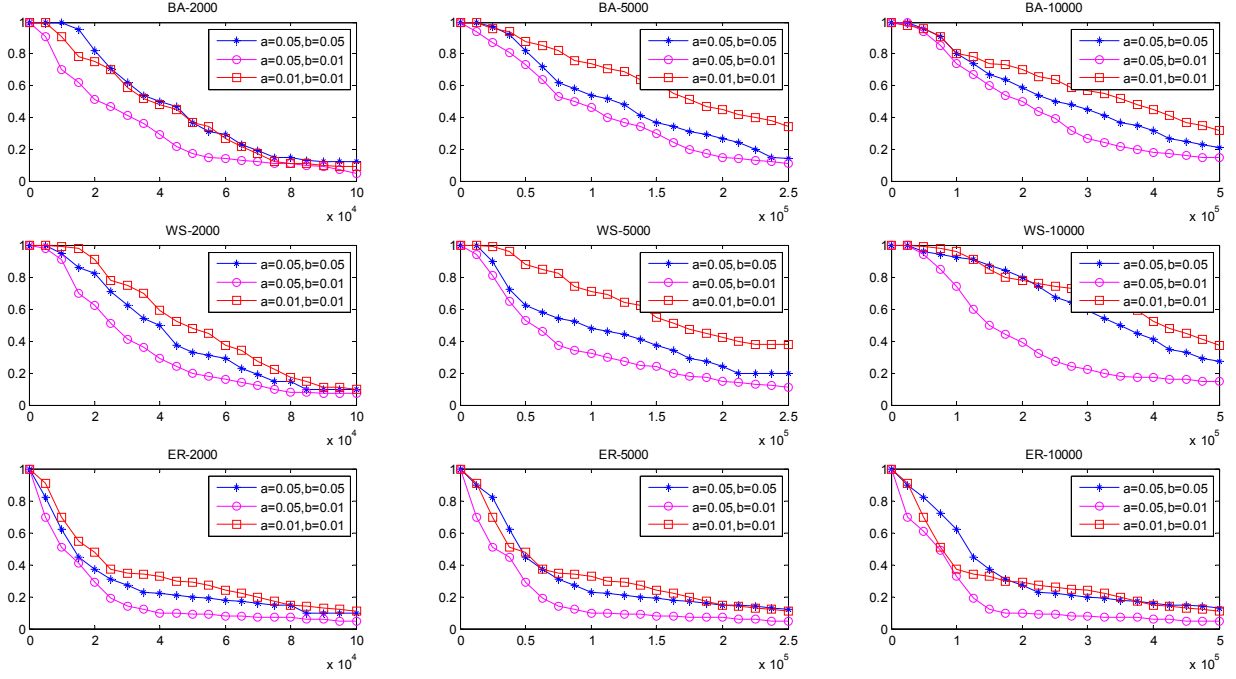 BA-2000
1
0.8
0.6
0.4
0.2
0
0
2
4
6
8
10
x 10^4
a=0.05,b=0.05
a=0.05,b=0.01
a=0.01,b=0.01
BA-5000
1
0.8
0.6
0.4
0.2
0
0
0.5
1
1.5
2
2.5
x 10^5
a=0.05,b=0.05
a=0.05,b=0.01
a=0.01,b=0.01
BA-10000
1
0.8
0.6
0.4
0.2
0
0
1
2
3
4
5
x 10^5
a=0.05,b=0.05
a=0.05,b=0.01
a=0.01,b=0.01
WS-2000
1
0.8
0.6
0.4
0.2
0
0
2
4
6
8
10
x 10^4
a=0.05,b=0.05
a=0.05,b=0.01
a=0.01,b=0.01
WS-5000
1
0.8
0.6
0.4
0.2
0
0
0.5
1
1.5
2
2.5
x 10^5
a=0.05,b=0.05
a=0.05,b=0.01
a=0.01,b=0.01
WS-10000
1
0.8
0.6
0.4
0.2
0
0
1
2
3
4
5
x 10^5
a=0.05,b=0.05
a=0.05,b=0.01
a=0.01,b=0.01
ER-2000
1
0.8
0.6
0.4
0.2
0
0
2
4
6
8
10
x 10^4
a=0.05,b=0.05
a=0.05,b=0.01
a=0.01,b=0.01
ER-5000
1
0.8
0.6
0.4
0.2
0
0
0.5
1
1.5
2
2.5
x 10^5
a=0.05,b=0.05
a=0.05,b=0.01
a=0.01,b=0.01
ER-10000
1
0.8
0.6
0.4
0.2
0
0
1
2
3
4
5
x 10^5
a=0.05,b=0.05
a=0.05,b=0.01
a=0.01,b=0.01